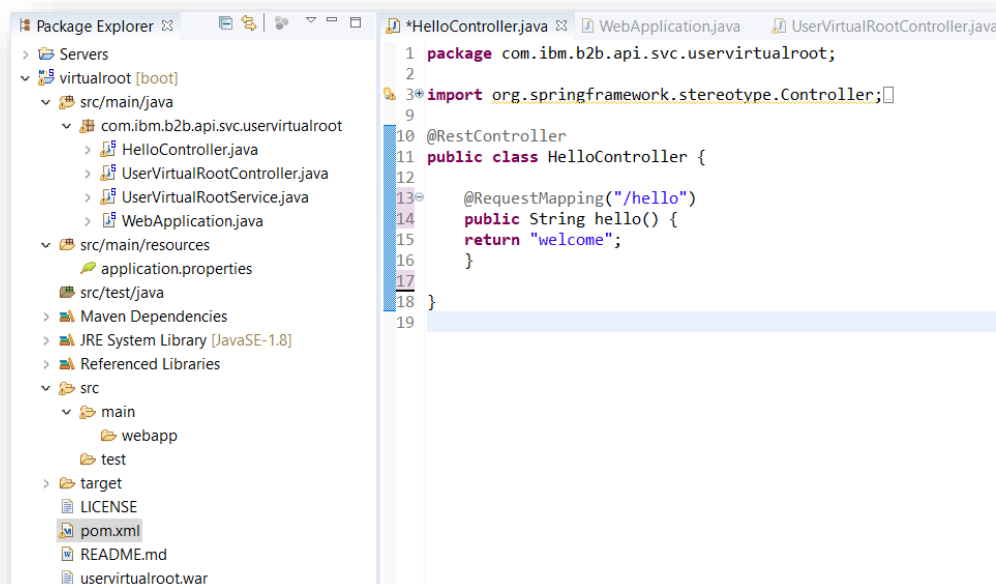 Package Explorer
Servers
virtualroot [boot]
src/main/java
com.ibm.b2b.api.svc.uservirtualroot
HelloController.java
UserVirtualRootController.java
UserVirtualRootService.java
WebApplication.java
src/main/resources
application.properties
src/test/java
Maven Dependencies
JRE System Library [JavaSE-1.8]
Referenced Libraries
src
main
webapp
test
target
LICENSE
pom.xml
README.md
uservirtualroot.war
*HelloController.java WebApplication.java UserVirtualRootController.java
1 package com.ibm.b2b.api.svc.uservirtualroot;
2
3 import org.springframework.stereotype.Controller;
9
10 @RestController
11 public class HelloController {
12
13 @RequestMapping("/hello")
14 public String hello() {
15 return "welcome";
16 }
17
18 }
19